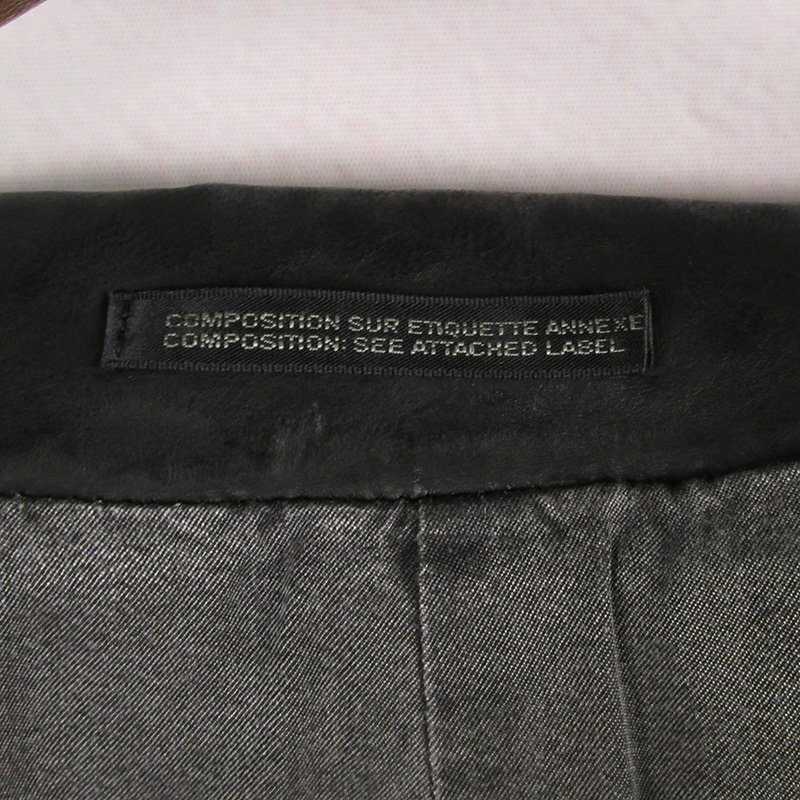 COMPOSITION SUR ETIQUETTE ANNEXE
COMPOSITION: SEE ATTACHED LABEL